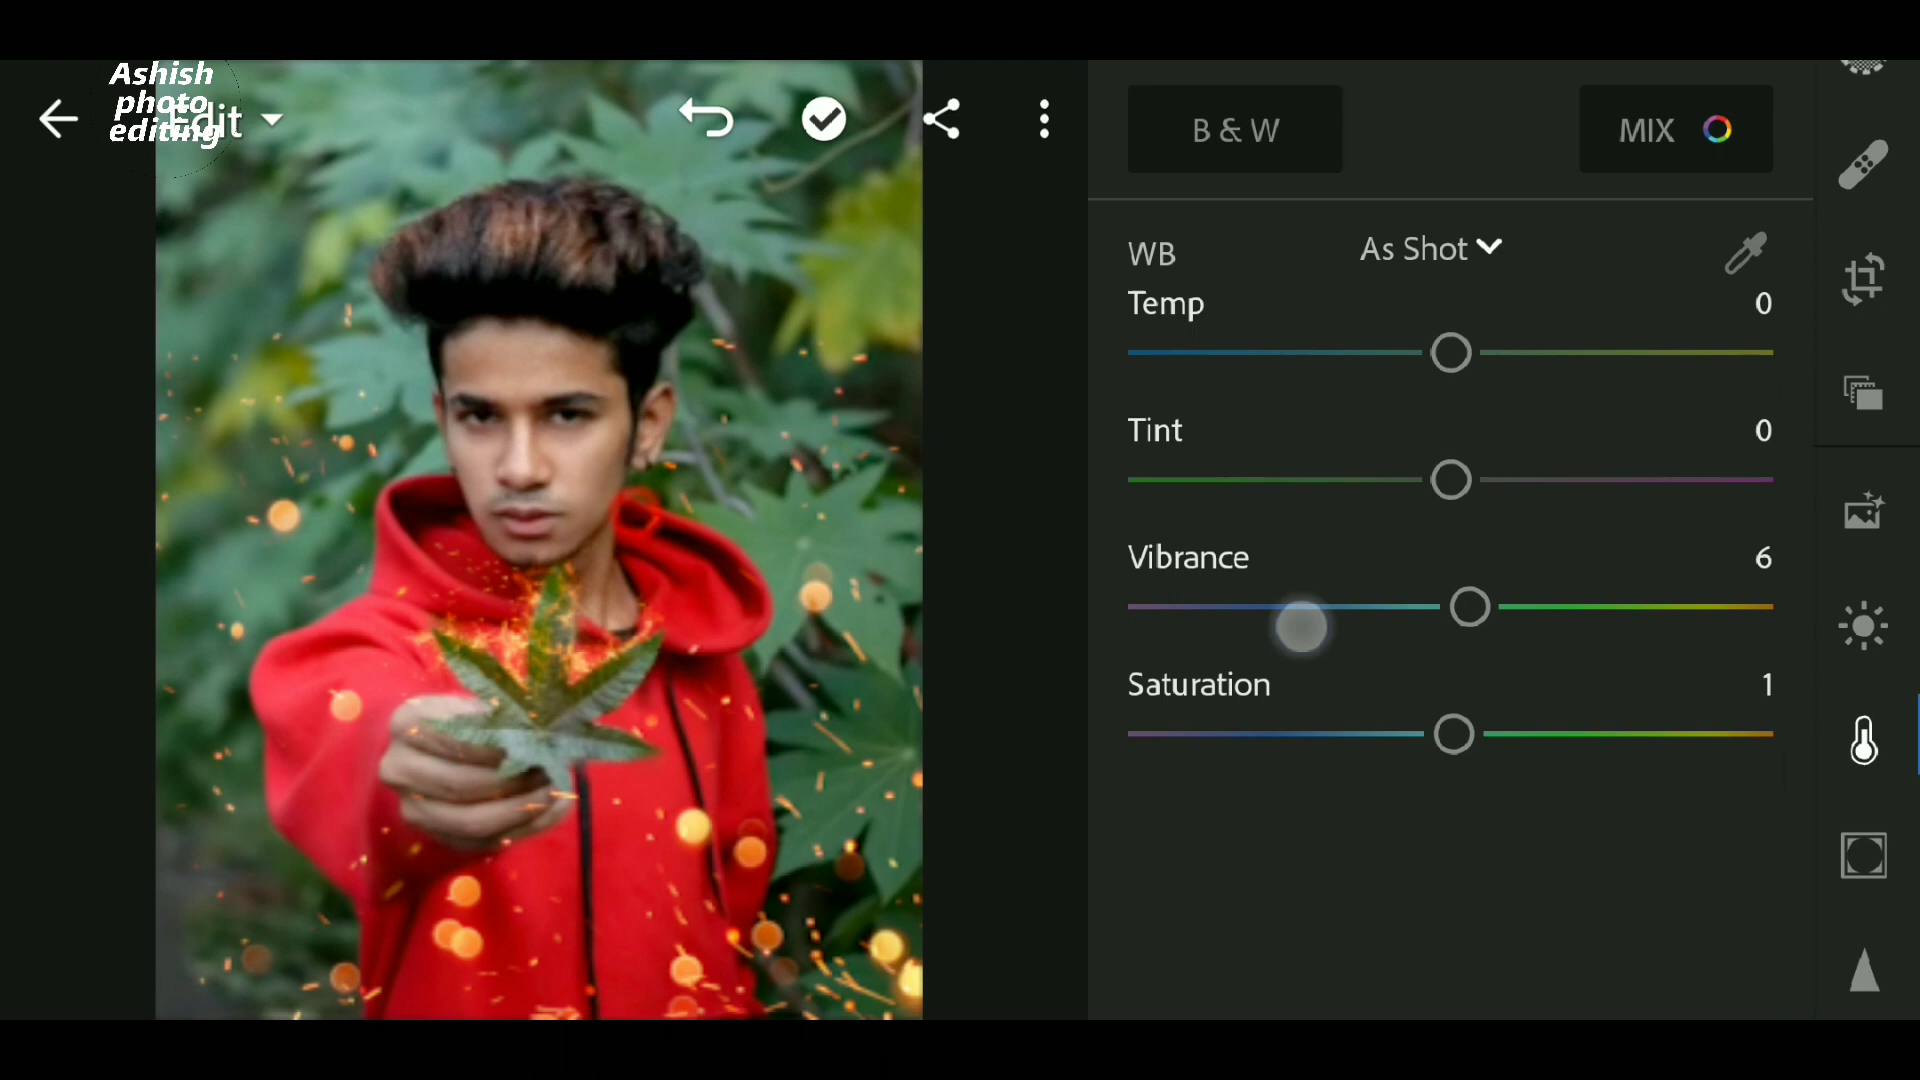 Ashish
photo
editing
Edit
B & W
MIX
WB
As Shot
Temp
0
Tint
0
Vibrance
6
Saturation
1